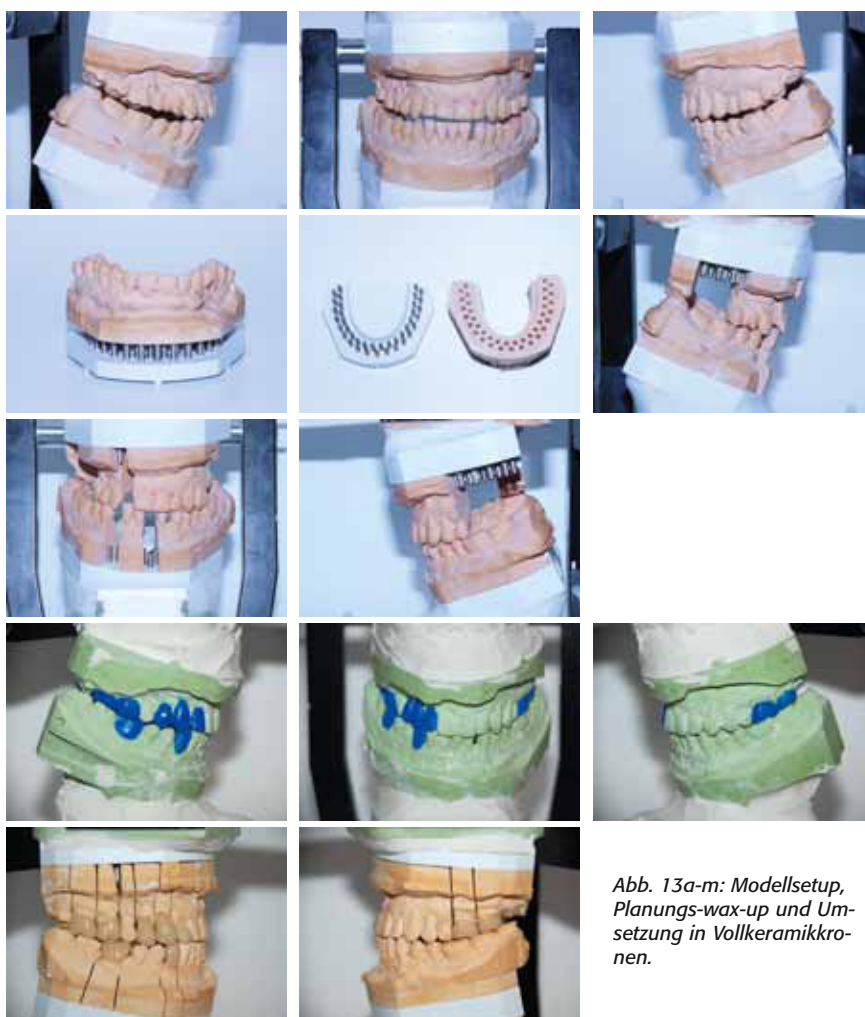 Abb. 13a-m: Modellsetup,
Planungs-wax-up und Um-
setzung in Vollkeramikkro-
nen.